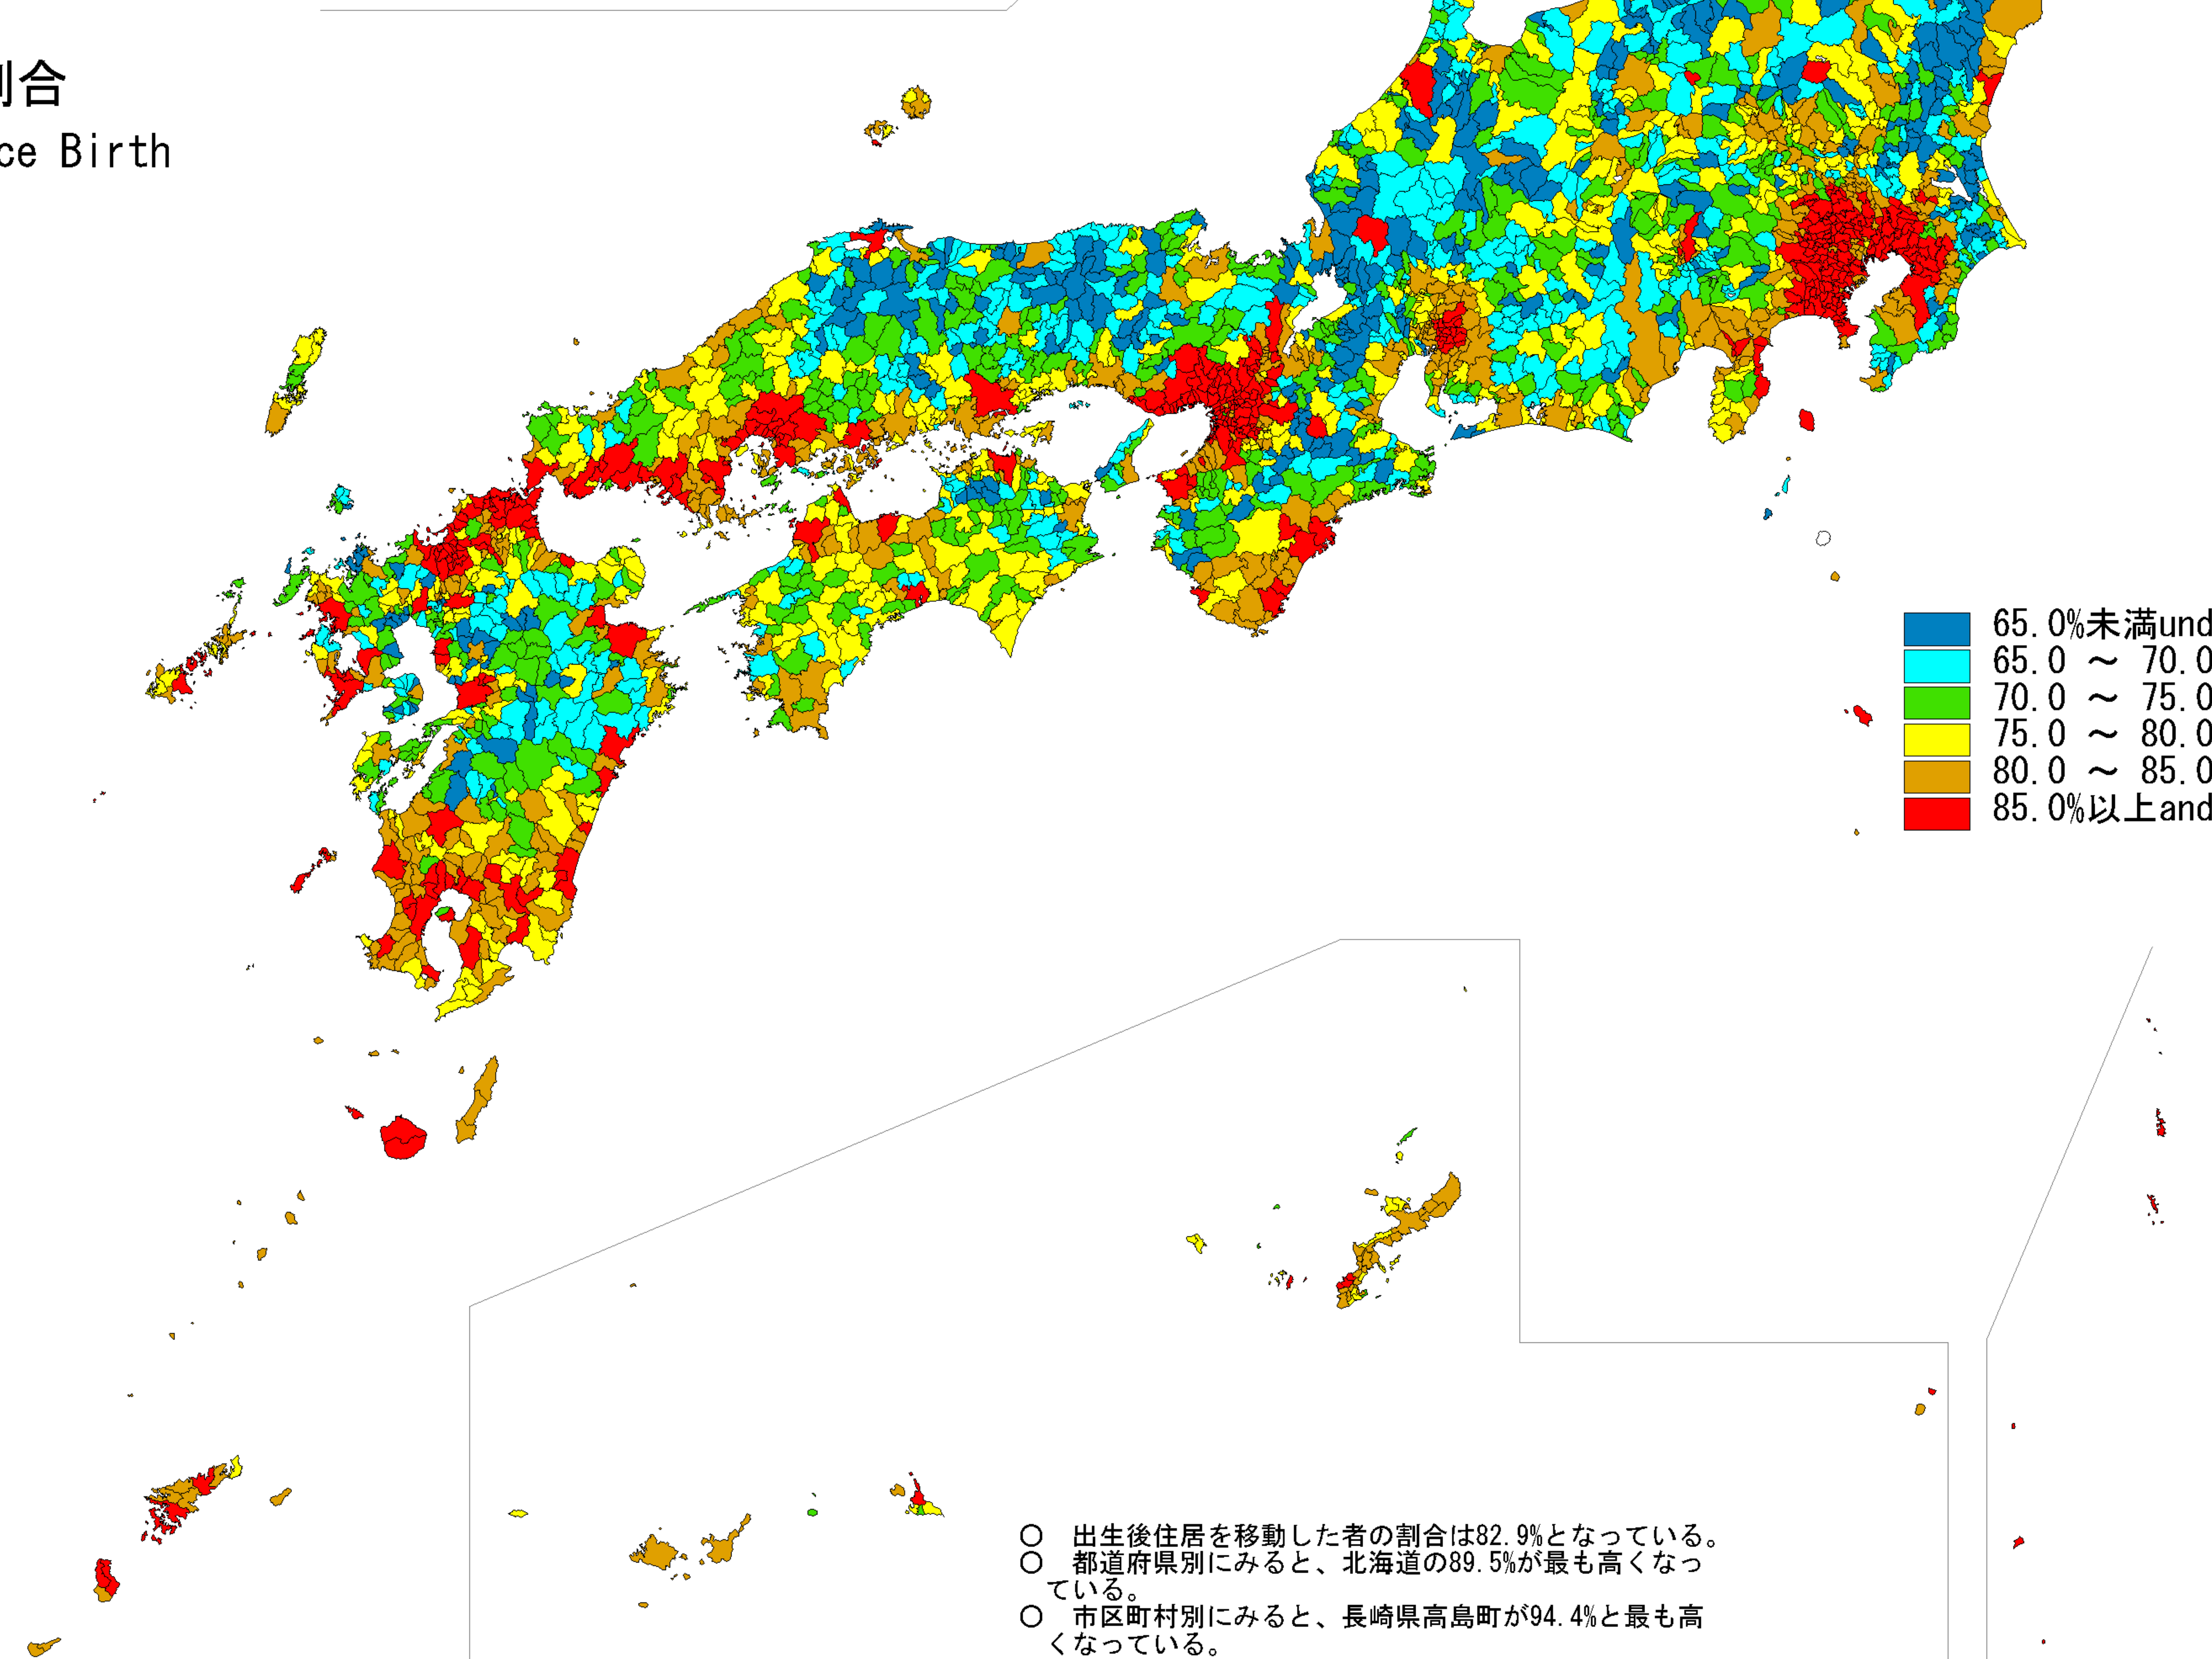 割合
ce Birth
65.0%未満und
65.0 ～ 70.0
70.0 ～ 75.0
75.0 ～ 80.0
80.0 ～ 85.0
85.0%以上and
○ 出生後住居を移動した者の割合は82.9%となっている。
○ 都道府県別にみると、北海道の89.5%が最も高くなっ
ている。
○ 市区町村別にみると、長崎県高島町が94.4%と最も高
くなっている。